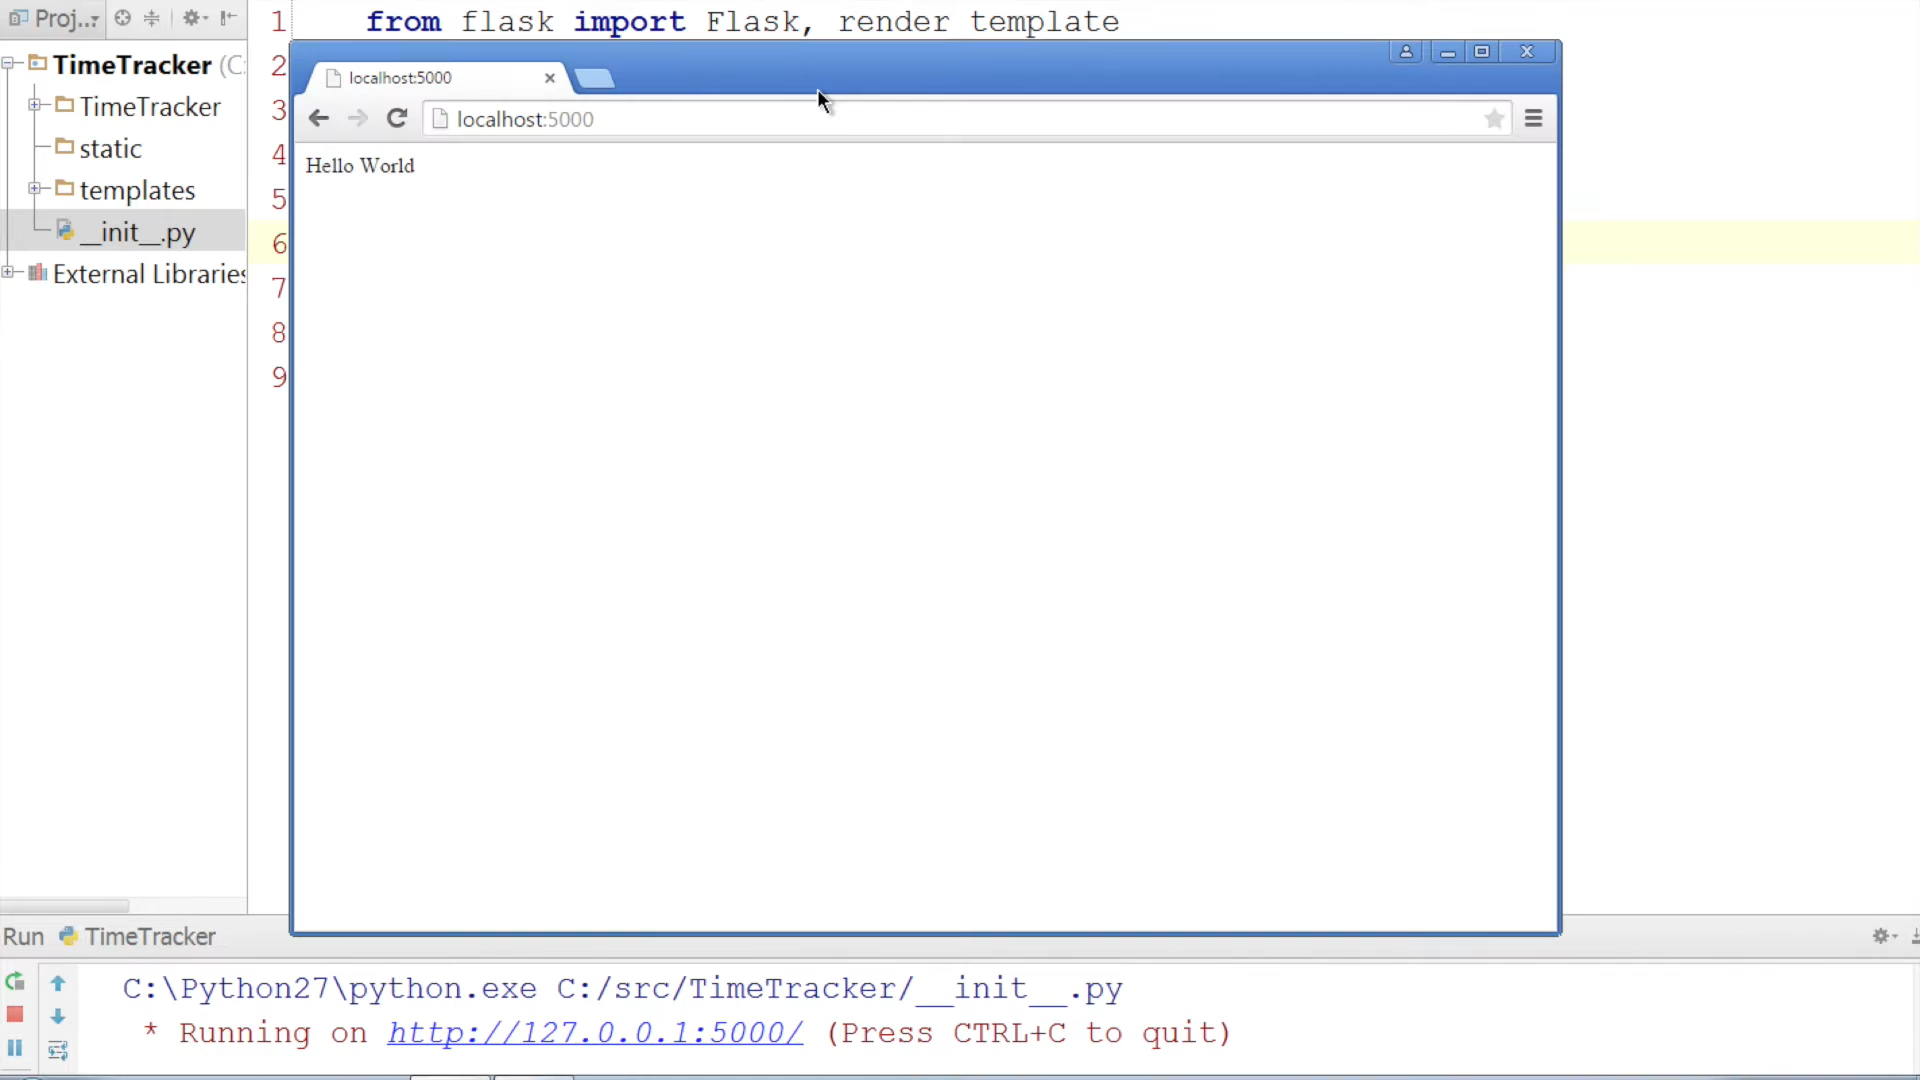 Proj...
TimeTracker (C:
TimeTracker
static
templates
__init__.py
External Libraries
1 from flask import Flask, render template
2
3
4
5
6
7
8
9
localhost:5000
localhost:5000
Hello World
Run TimeTracker
C:\Python27\python.exe C:/src/TimeTracker/__init__.py
* Running on http://127.0.0.1:5000/ (Press CTRL+C to quit)